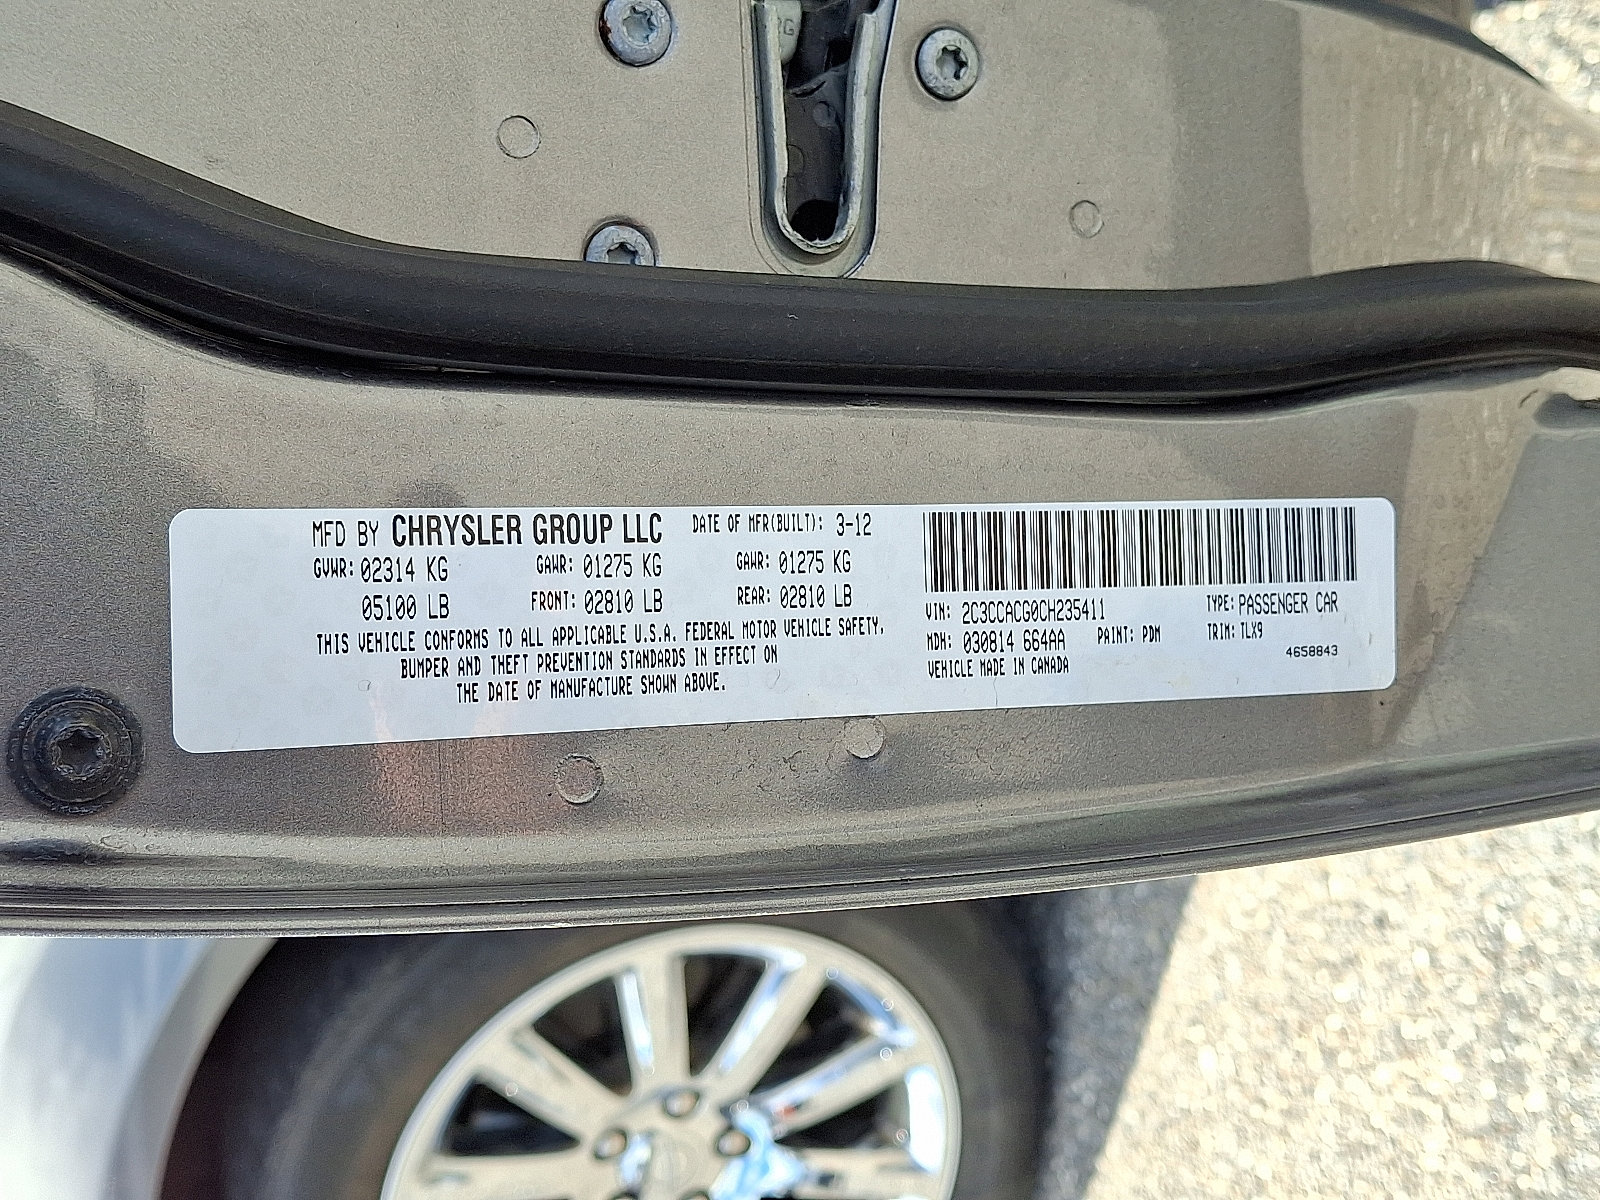 MFD BY CHRYSLER GROUP LLC DATE OF MFR(BUILT): 3-12
GVWR: 02314 KG GAWR: 01275 KG GAWR: 01275 KG
05100 LB FRONT: 02810 LB REAR: 02810 LB
THIS VEHICLE CONFORMS TO ALL APPLICABLE U.S.A. FEDERAL MOTOR VEHICLE SAFETY,
BUMPER AND THEFT PREVENTION STANDARDS IN EFFECT ON
THE DATE OF MANUFACTURE SHOWN ABOVE.
VIN: 2C3CCACG0CH235411 TYPE: PASSENGER CAR
MDH: 030814 664AA PAINT: PDM TRIM: TLX9
VEHICLE MADE IN CANADA 4658843